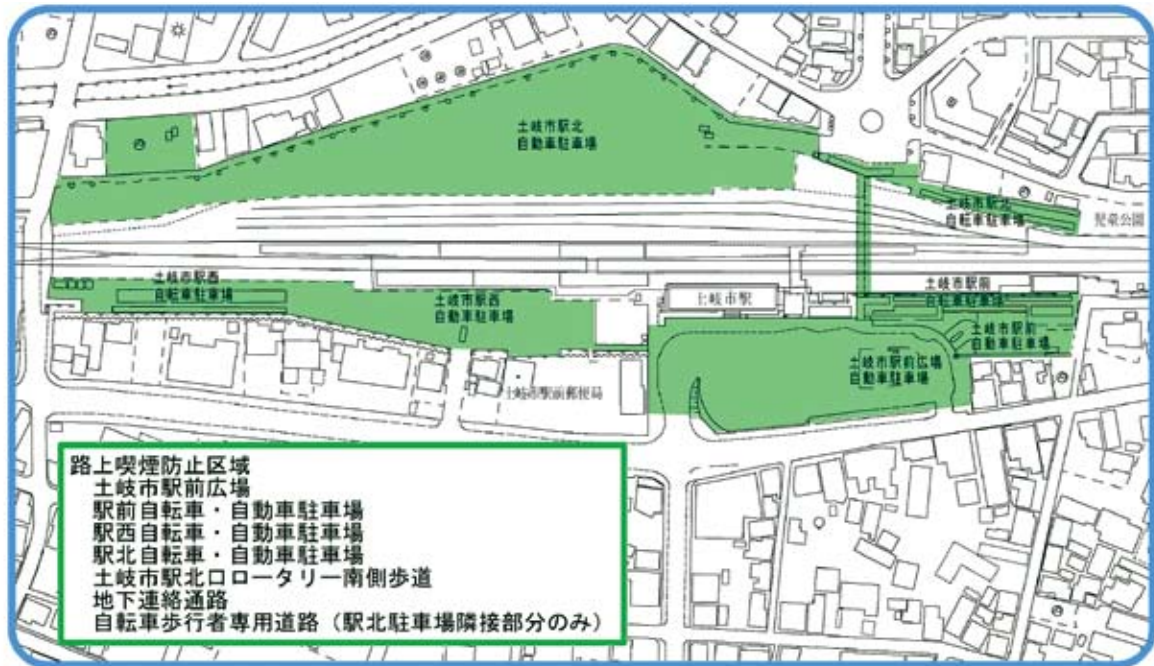 土岐市駅北
自動車駐車場
土岐市駅北
自転車駐車場
児童公園
土岐市駅西
自転車駐車場
土岐市駅西
自動車駐車場
土岐市駅
土岐市駅前
自転車駐車場
土岐市駅前
自動車駐車場
土岐市駅前広場
自動車駐車場
土岐市駅前郵便局
路上喫煙防止区域
土岐市駅前広場
駅前自転車・自動車駐車場
駅西自転車・自動車駐車場
駅北自転車・自動車駐車場
土岐市駅北口ロータリー南側歩道
地下連絡通路
自転車歩行者専用道路（駅北駐車場隣接部分のみ）